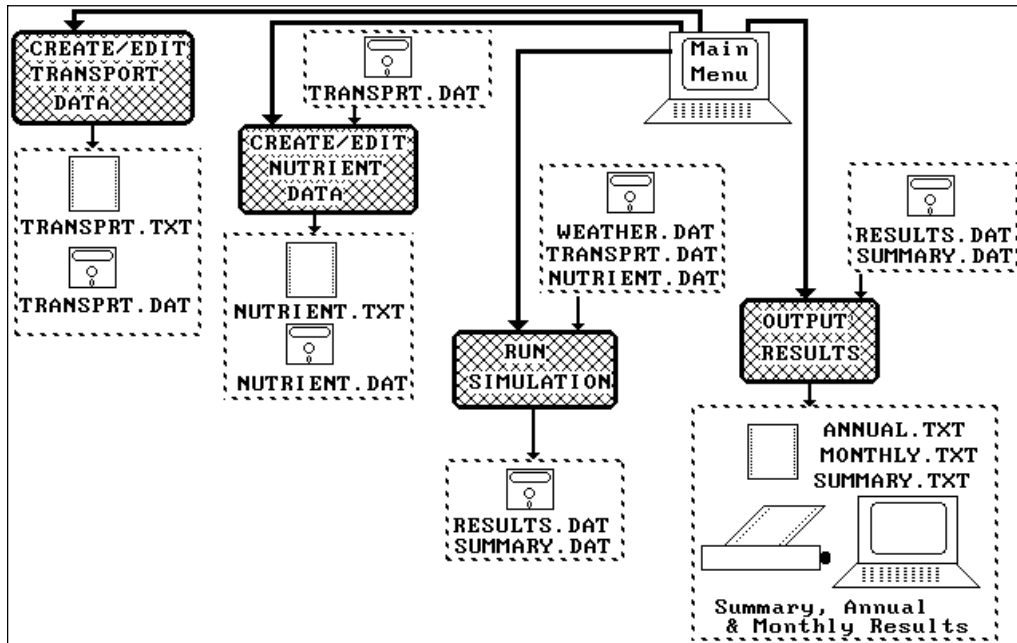 CREATE/EDIT
TRANSPORT
DATA
TRANSPRT.TXT
TRANSPRT.DAT
TRANSPRT.DAT
CREATE/EDIT
NUTRIENT
DATA
NUTRIENT.TXT
NUTRIENT.DAT
Main
Menu
WEATHER.DAT
TRANSPRT.DAT
NUTRIENT.DAT
RUN
SIMULATION
RESULTS.DAT
SUMMARY.DAT
RESULTS.DAT
SUMMARY.DAT
OUTPUT
RESULTS
ANNUAL.TXT
MONTHLY.TXT
SUMMARY.TXT
Summary, Annual
& Monthly Results